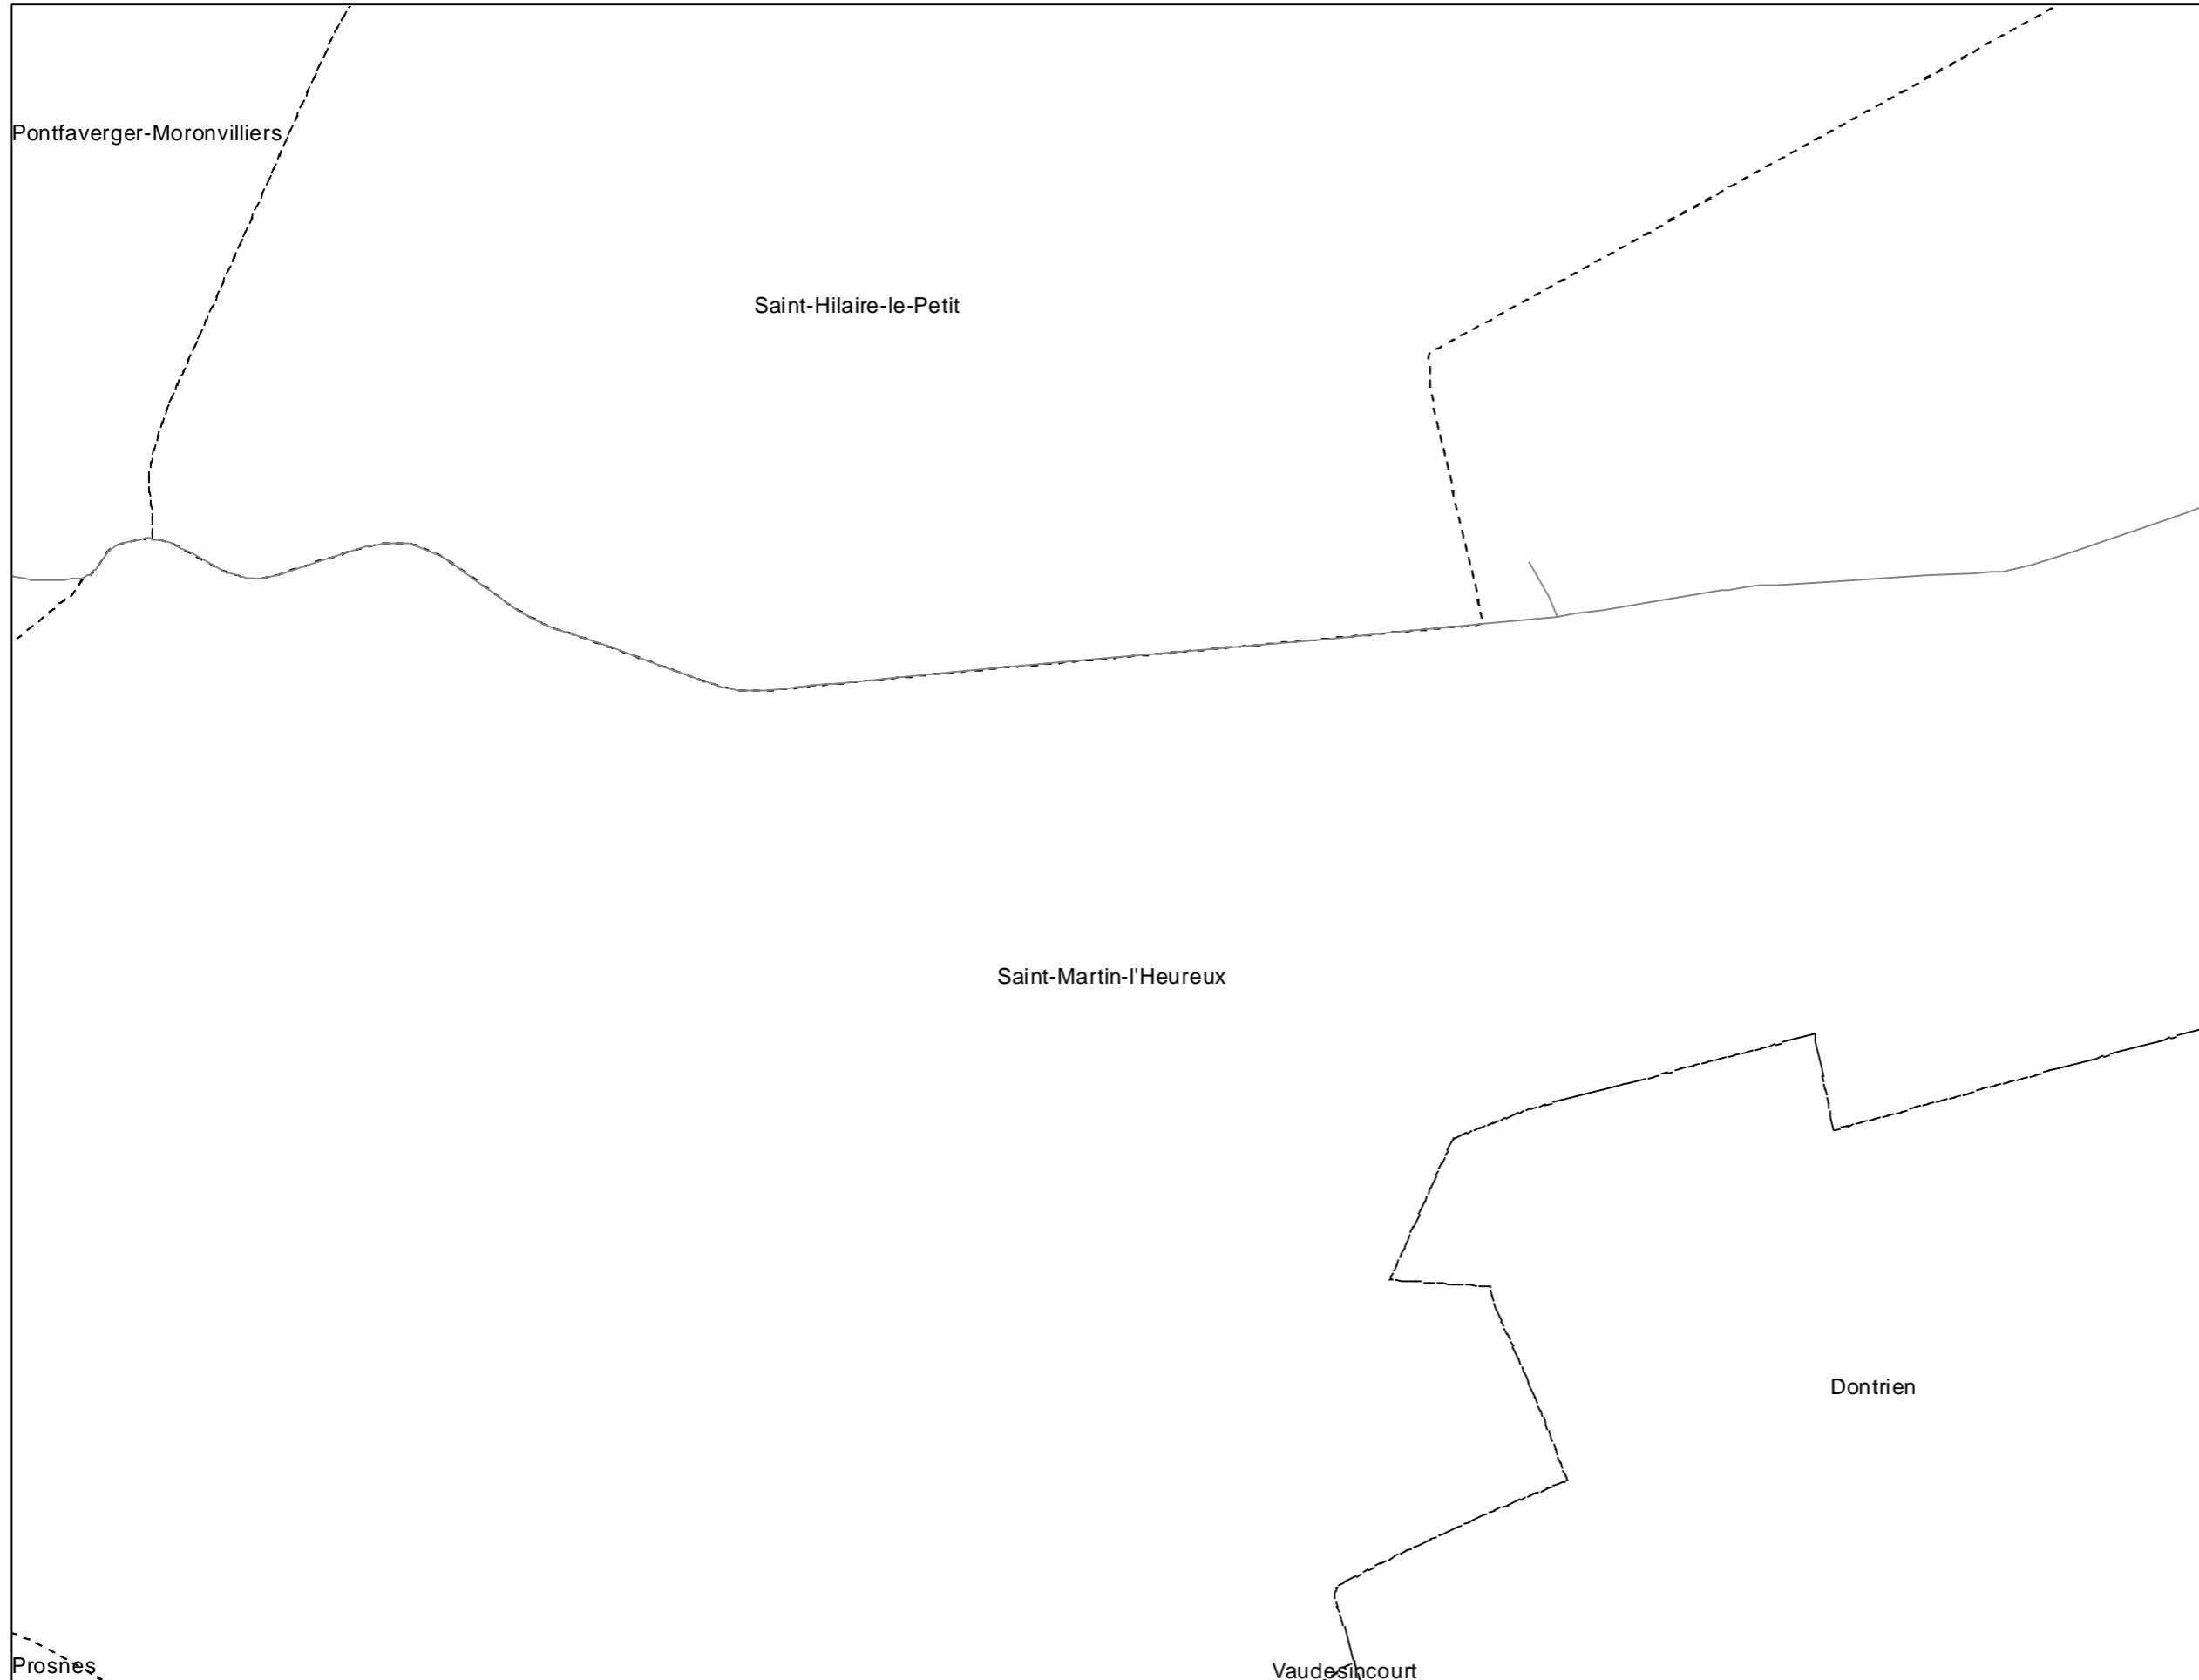 Pontfaverger-Moronvilliers
Saint-Hilaire-le-Petit
Saint-Martin-l'Heureux
Dontrien
Prosnes
Vaudesincourt